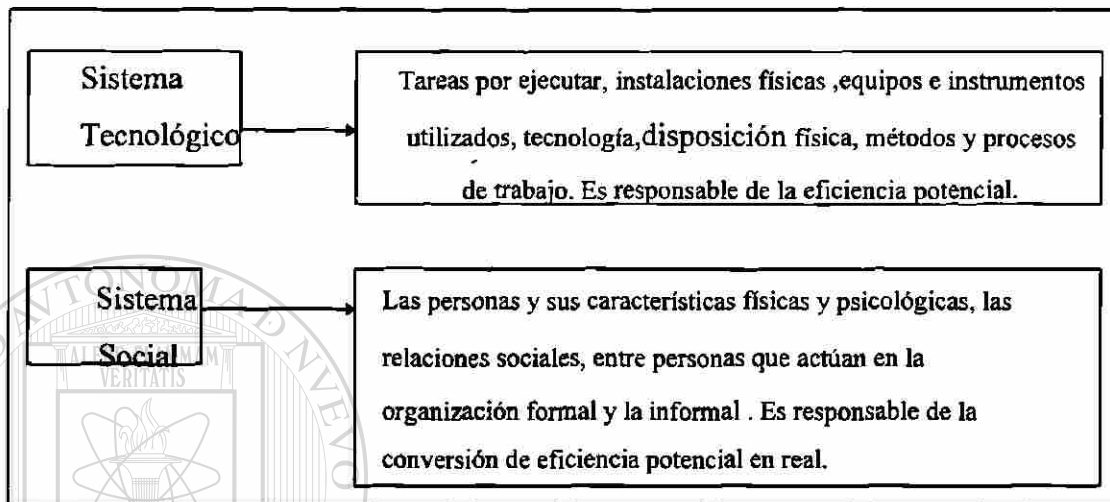 Sistema
Tecnológico
Tareas por ejecutar, instalaciones físicas ,equipos e instrumentos
utilizados, tecnología,disposición física, métodos y procesos
de trabajo. Es responsable de la eficiencia potencial.
Sistema
Social
Las personas y sus características físicas y psicológicas, las
relaciones sociales, entre personas que actúan en la
organización formal y la informal . Es responsable de la
conversión de eficiencia potencial en real.
VERITATIS